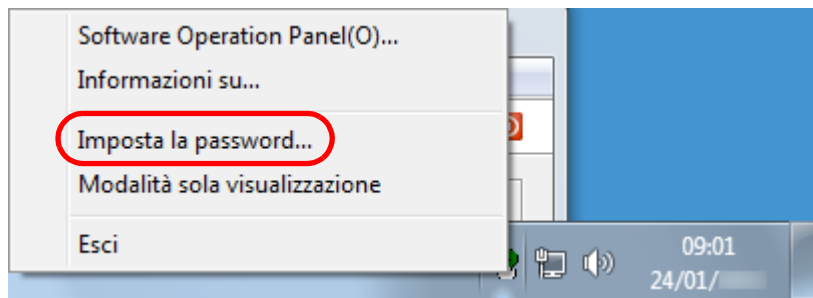 Software Operation Panel(O)...
Informazioni su...
Imposta la password...
Modalità sola visualizzazione
Esci
09:01
24/01/